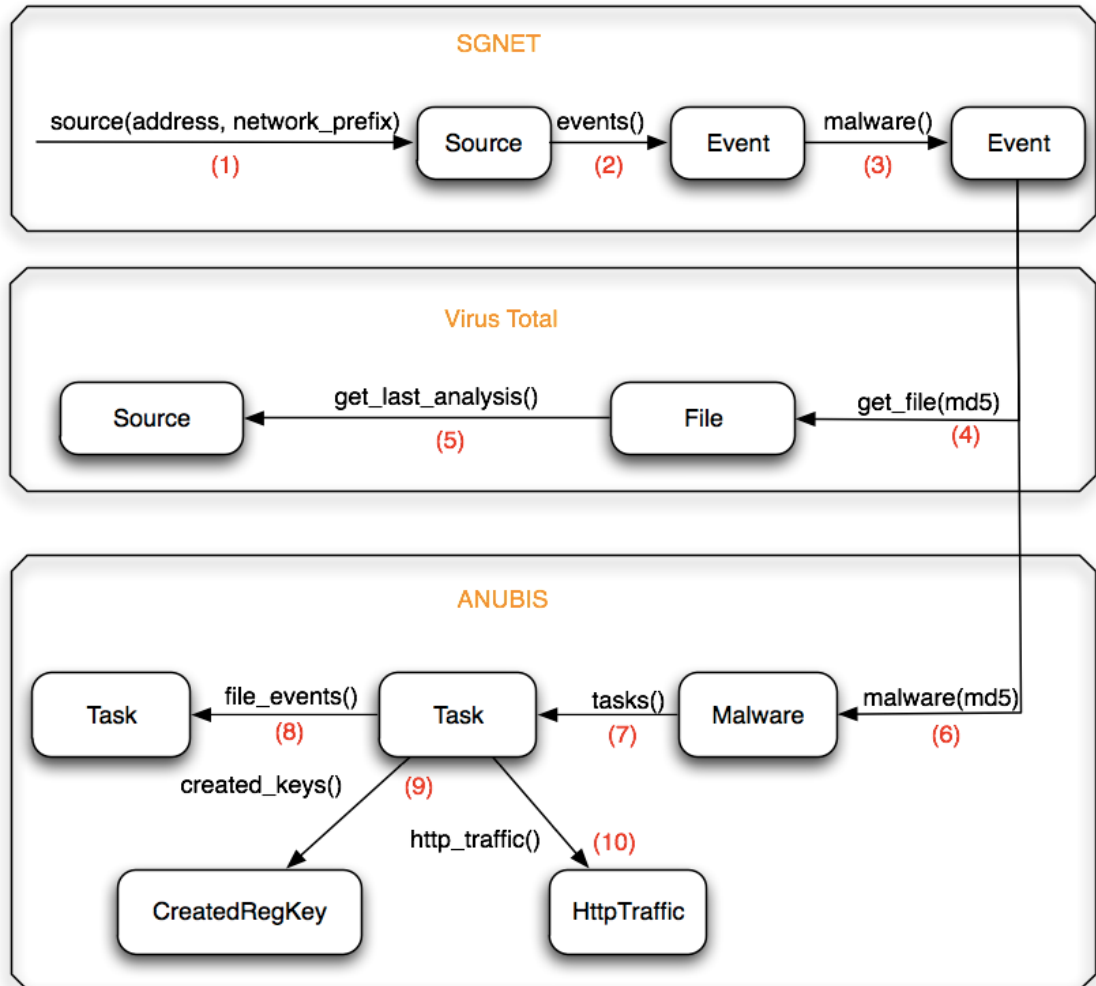 SGNET
source(address, network_prefix)
(1)
Source
events()
(2)
Event
malware()
(3)
Event
Virus Total
Source
get_last_analysis()
(5)
File
get_file(md5)
(4)
ANUBIS
Task
file_events()
(8)
Task
tasks()
(7)
Malware
malware(md5)
(6)
created_keys()
(9)
http_traffic()
(10)
CreatedRegKey
HttpTraffic